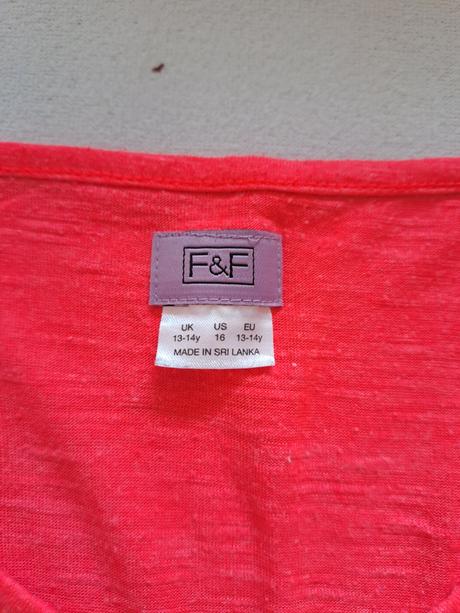 F&F
UK US EU
13-14y 16 13-14y
MADE IN SRI LANKA